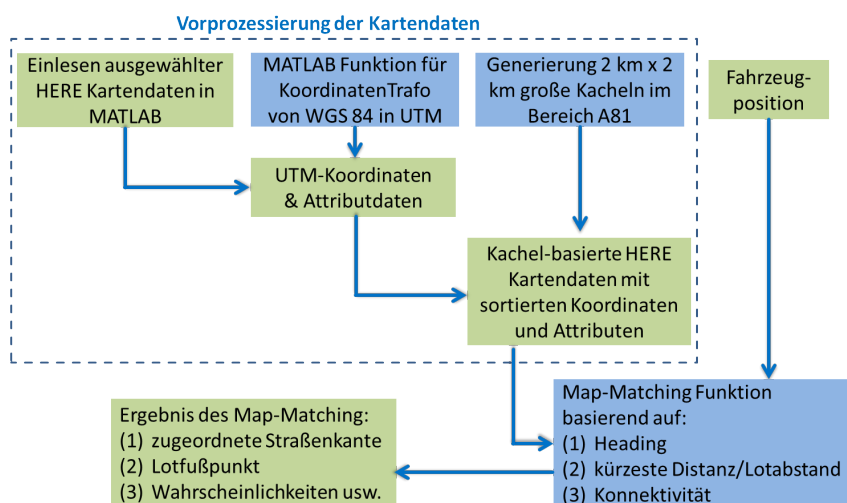 Vorprozessierung der Kartendaten
Einlesen ausgewählter
HERE Kartendaten in
MATLAB
MATLAB Funktion für
KoordinatenTrafo
von WGS 84 in UTM
Generierung 2 km x 2
km große Kacheln im
Bereich A81
Fahrzeug-
position
UTM-Koordinaten
& Attributdaten
Kachel-basierte HERE
Kartendaten mit
sortierten Koordinaten
und Attributen
Map-Matching Funktion
basierend auf:
(1) Heading
(2) kürzeste Distanz/Lotabstand
(3) Konnektivität
Ergebnis des Map-Matching:
(1) zugeordnete Straßenkante
(2) Lotfußpunkt
(3) Wahrscheinlichkeiten usw.